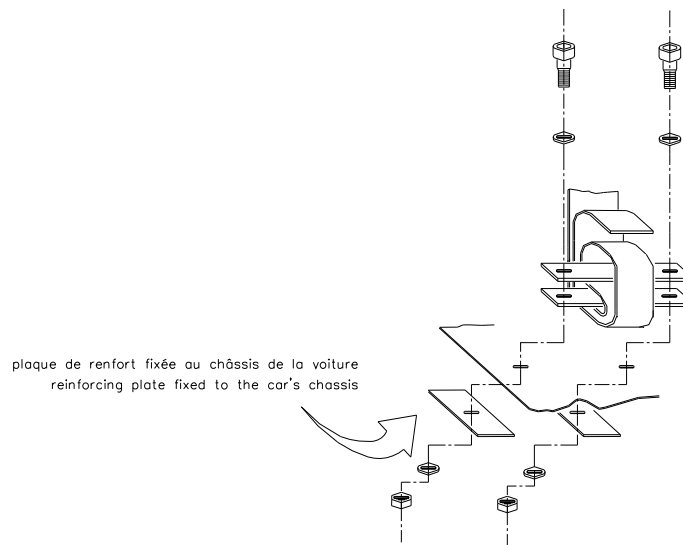 plaque de renfort fixée au châssis de la voiture
reinforcing plate fixed to the car's chassis